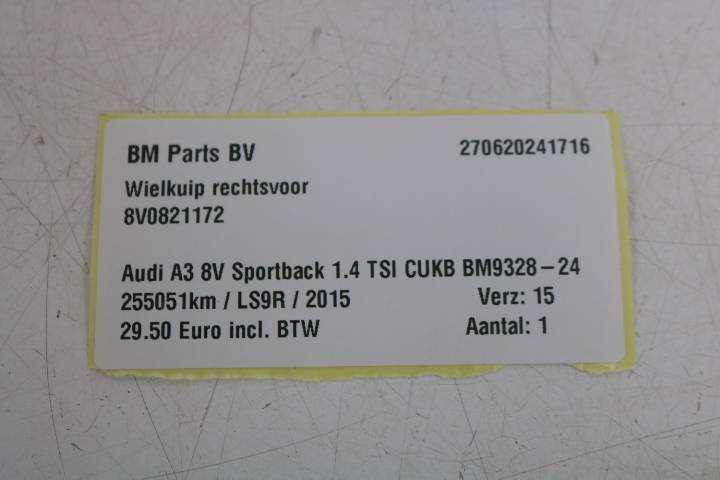 BM Parts BV 270620241716
Wielkuip rechtsvoor
8V0821172
Audi A3 8V Sportback 1.4 TSI CUKB BM9328-24
255051km / LS9R / 2015 Verz: 15
29.50 Euro incl. BTW Aantal: 1